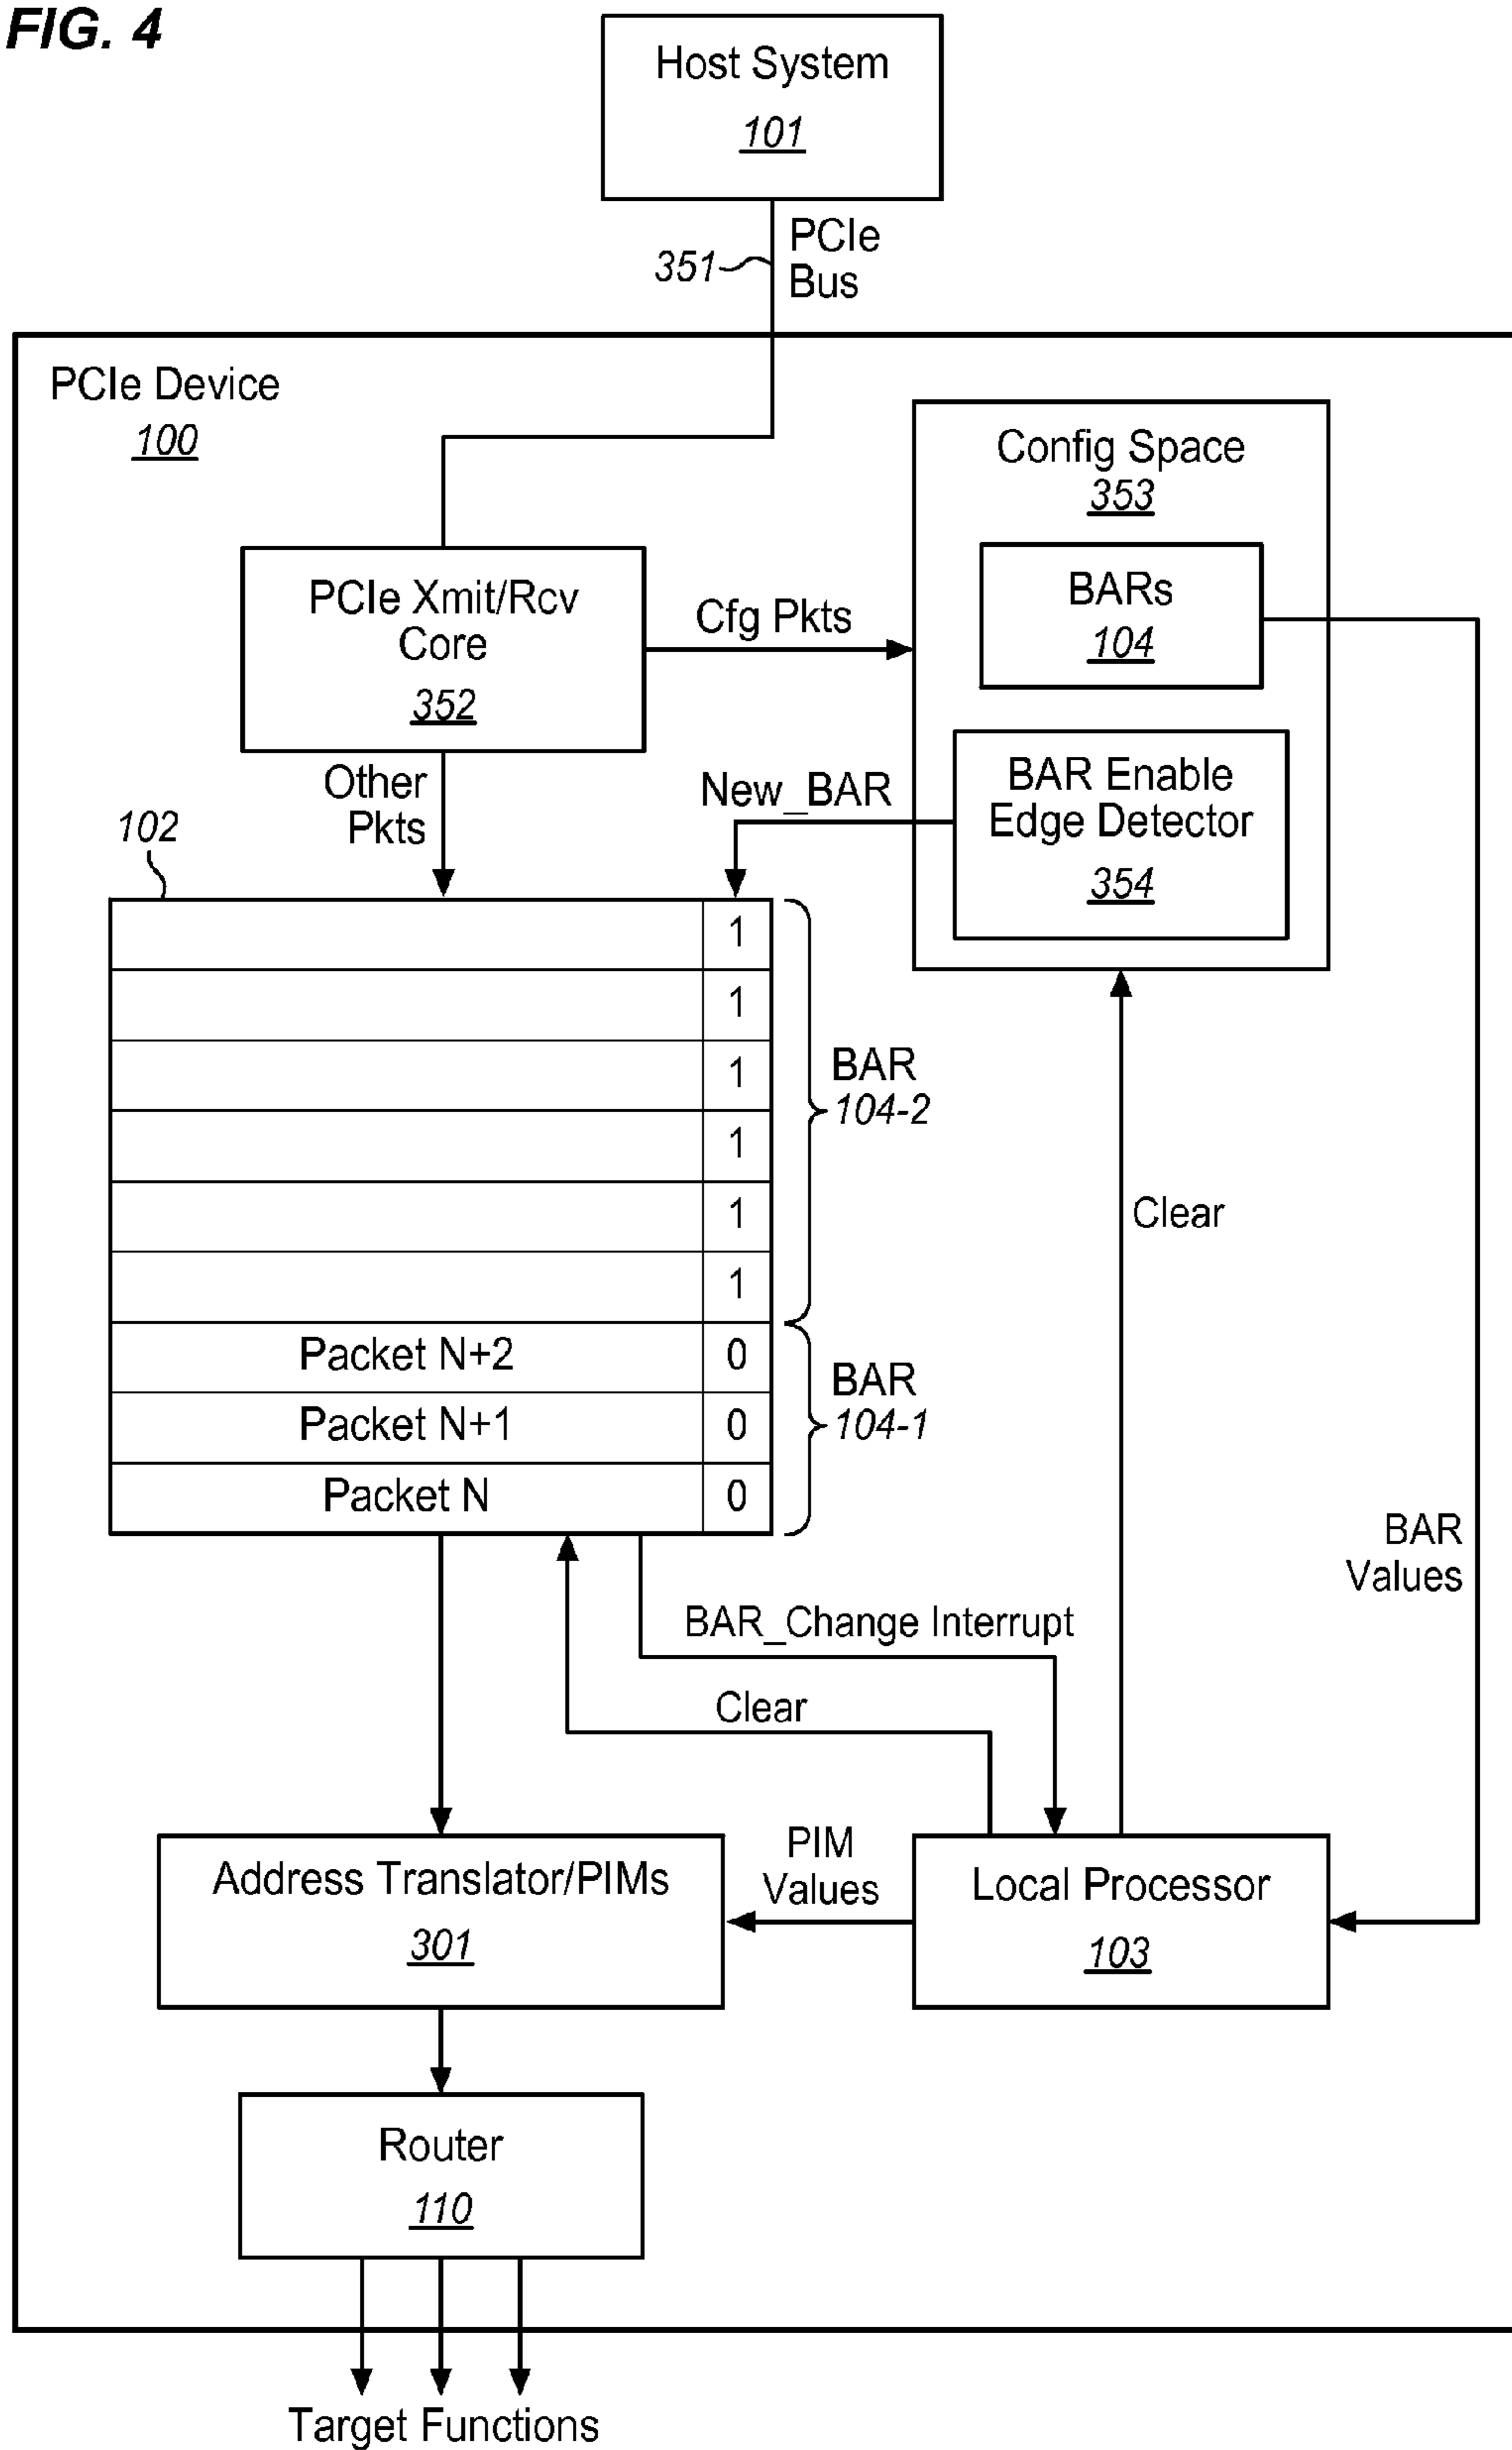 FIG. 4
Host System
101
351
PCIe
Bus
PCIe Device
100
Config Space
353
BARs
104
PCIe Xmit/Rcv
Core
352
Cfg Pkts
Other
Pkts
New_BAR
BAR Enable
Edge Detector
354
102
1
1
1
1
1
1
BAR
104-2
Packet N+2
0
Packet N+1
0
Packet N
0
BAR
104-1
Clear
BAR
Values
BAR_Change Interrupt
Clear
Address Translator/PIMs
301
PIM
Values
Local Processor
103
Router
110
Target Functions